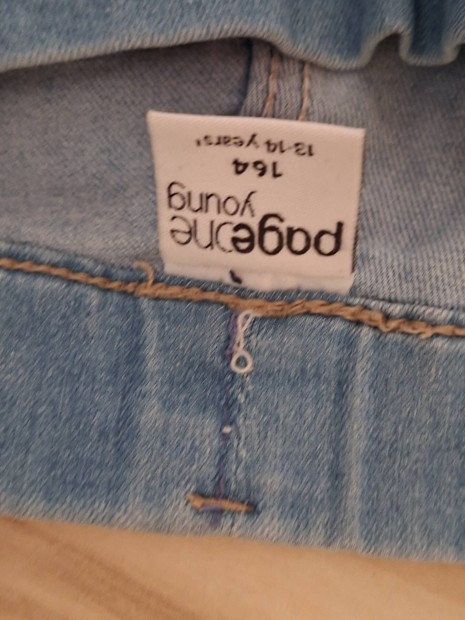 pageone
young
164
13-14 years'